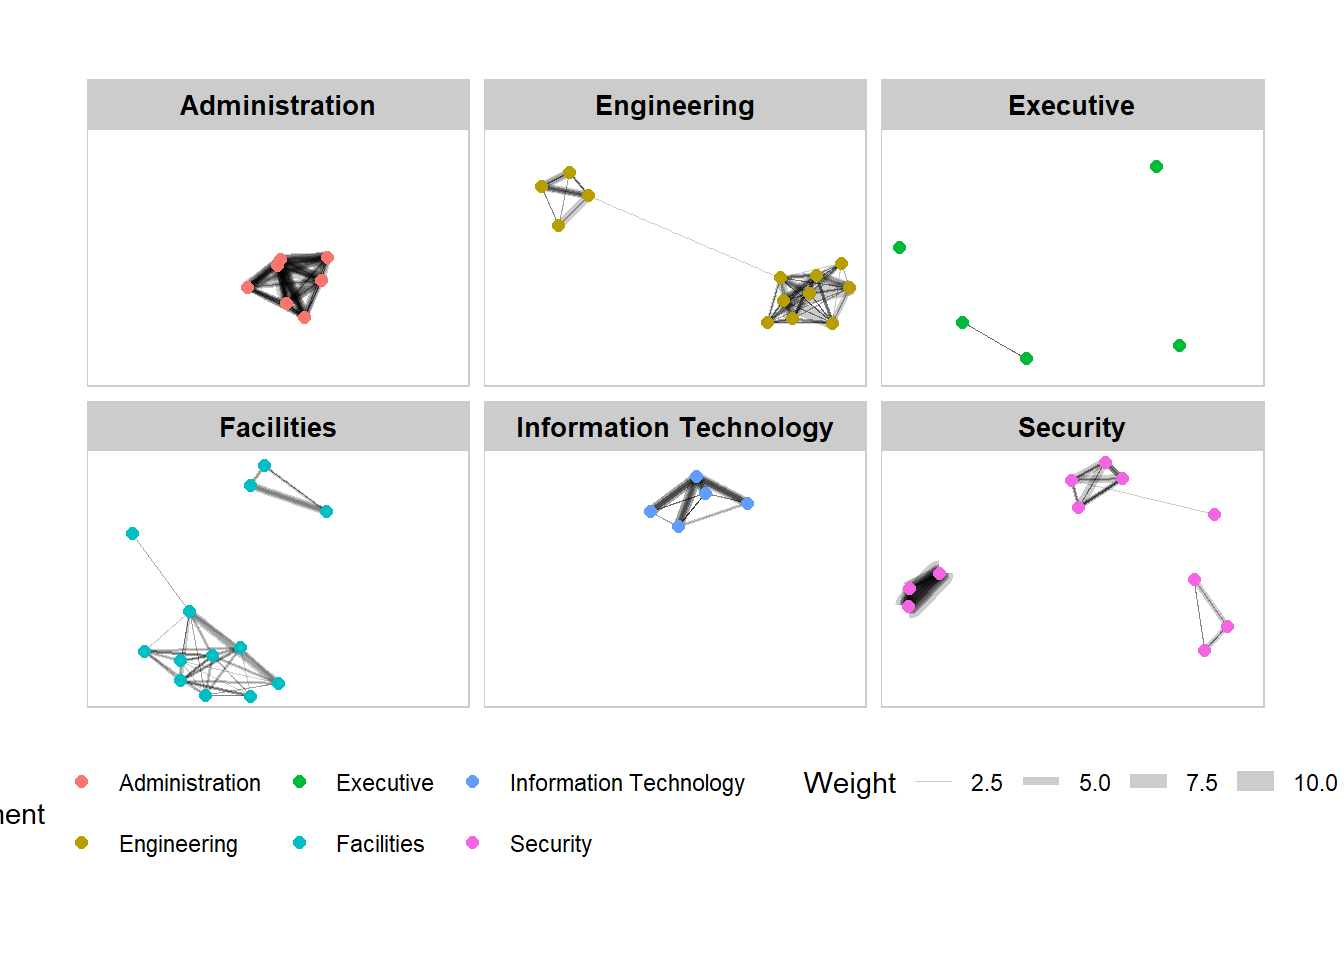 Administration Engineering Executive
Facilities Information Technology Security
Administration Executive Information Technology Weight 2.5 5.0 7.5 10.0
Engineering Facilities Security